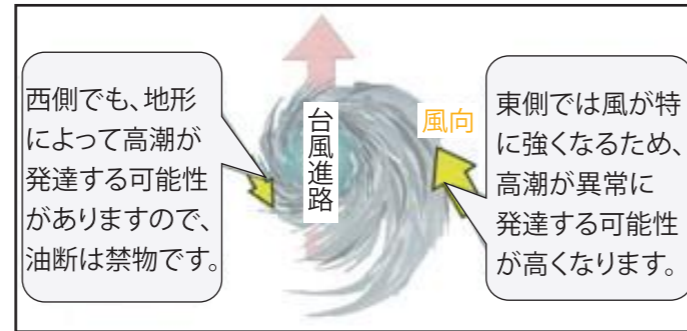 西側でも、地形
によって高潮が
発達する可能性
がありますので、
油断は禁物です。
台風進路
風向
東側では風が特
に強くなるため、
高潮が異常に
発達する可能性
が高くなります。